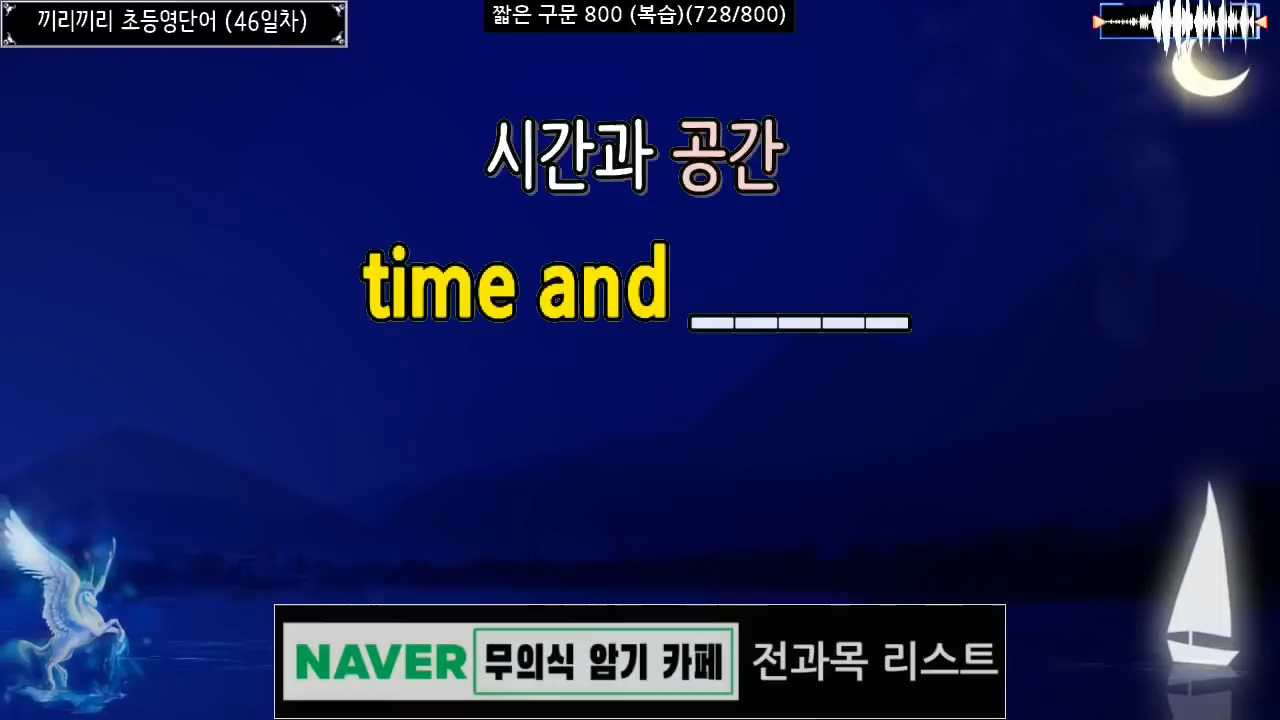 끼리끼리 초등영단어 (46일차)
짧은 구문 800 (복습)(728/800)
시간과 공간
time and _____
NAVER 무의식 암기 카페 전과목 리스트